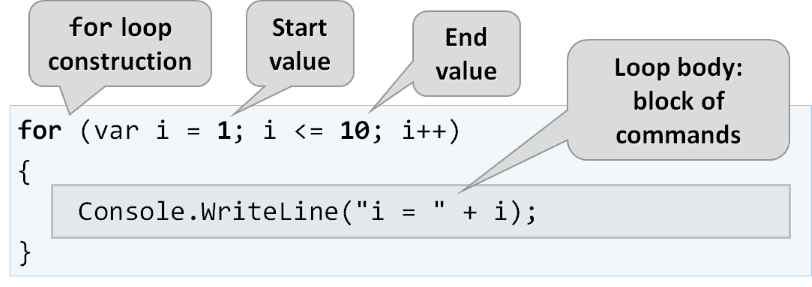 for loop
construction
Start
value
End
value
Loop body:
block of
commands
for (var i = 1; i <= 10; i++)
{
Console.WriteLine("i = " + i);
}